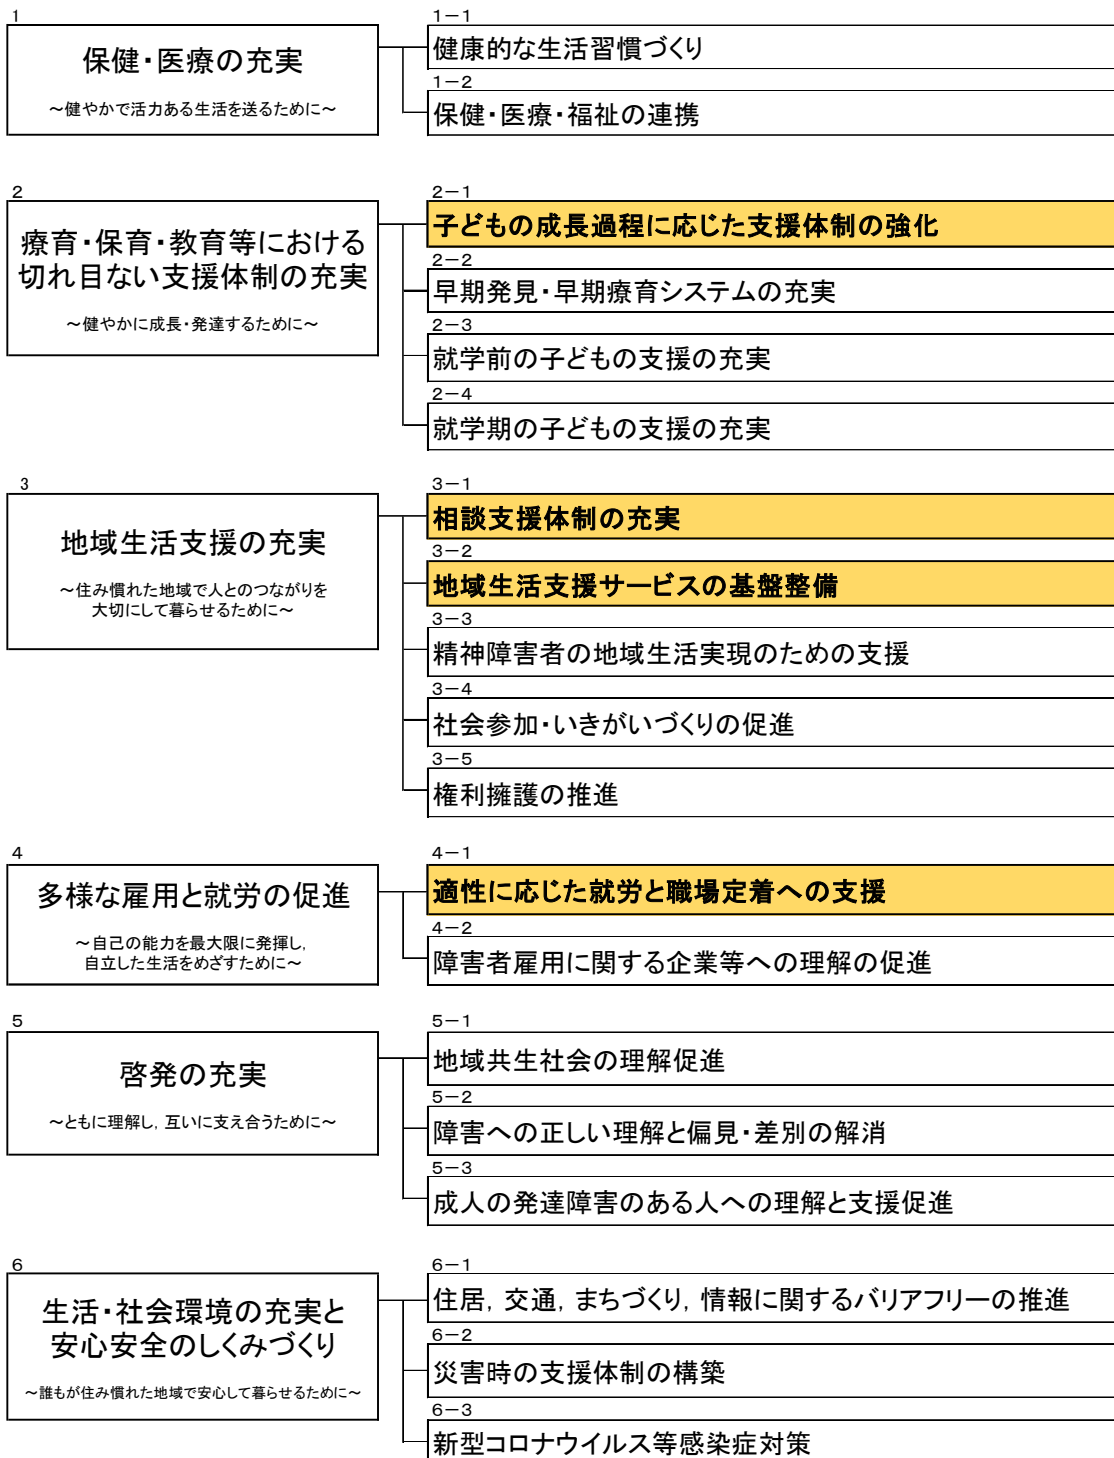 1
保健・医療の充実
～健やかで活力ある生活を送るために～
1－1
健康的な生活習慣づくり
1－2
保健・医療・福祉の連携
2
療育・保育・教育等における
切れ目ない支援体制の充実
～健やかに成長・発達するために～
2－1
子どもの成長過程に応じた支援体制の強化
2－2
早期発見・早期療育システムの充実
2－3
就学前の子どもの支援の充実
2－4
就学期の子どもの支援の充実
3
地域生活支援の充実
～住み慣れた地域で人とのつながりを
大切にして暮らせるために～
3－1
相談支援体制の充実
3－2
地域生活支援サービスの基盤整備
3－3
精神障害者の地域生活実現のための支援
3－4
社会参加・いきがいづくりの促進
3－5
権利擁護の推進
4
多様な雇用と就労の促進
～自己の能力を最大限に発揮し,
自立した生活をめざすために～
4－1
適性に応じた就労と職場定着への支援
4－2
障害者雇用に関する企業等への理解の促進
5
啓発の充実
～ともに理解し, 互いに支え合うために～
5－1
地域共生社会の理解促進
5－2
障害への正しい理解と偏見・差別の解消
5－3
成人の発達障害のある人への理解と支援促進
6
生活・社会環境の充実と
安心安全のしくみづくり
～誰もが住み慣れた地域で安心して暮らせるために～
6－1
住居, 交通, まちづくり, 情報に関するバリアフリーの推進
6－2
災害時の支援体制の構築
6－3
新型コロナウイルス等感染症対策